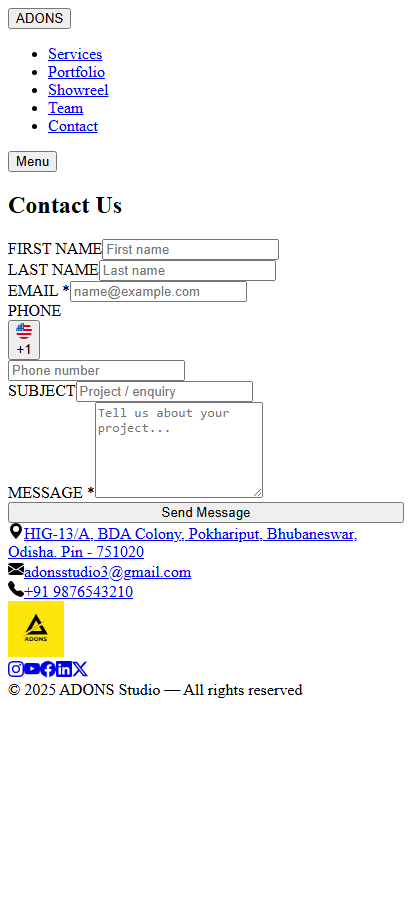 ADONS
Services
Portfolio
Showreel
Team
Contact
Menu
Contact Us
FIRST NAME First name
LAST NAME Last name
EMAIL * name@example.com
PHONE
+1
Phone number
SUBJECT Project / enquiry
Tell us about your
project...
MESSAGE *
Send Message
HIG-13/A, BDA Colony, Pokhariput, Bhubaneswar,
Odisha. Pin - 751020
adonsstudio3@gmail.com
+91 9876543210
ADONS
© 2025 ADONS Studio — All rights reserved